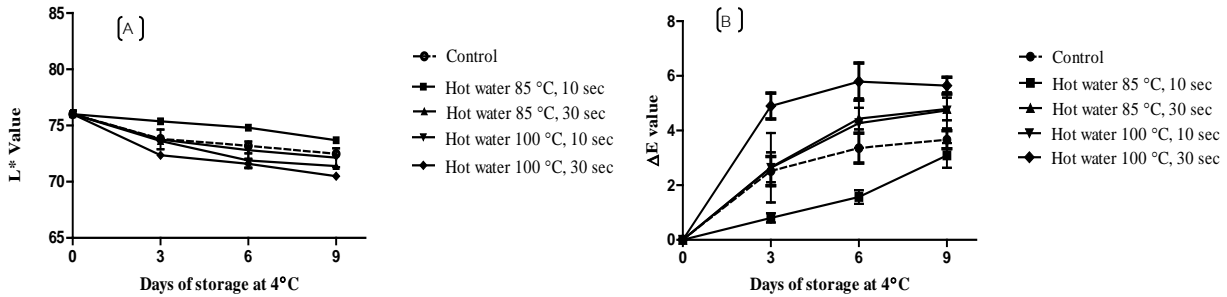 85
80
75
70
65
L* Value
[A]
0 3 6 9
Days of storage at 4°C
Control
Hot water 85 °C, 10 sec
Hot water 85 °C, 30 sec
Hot water 100 °C, 10 sec
Hot water 100 °C, 30 sec
8
6
4
2
0
ΔE value
[B]
0 3 6 9
Days of storage at 4°C
Control
Hot water 85 °C, 10 sec
Hot water 85 °C, 30 sec
Hot water 100 °C, 10 sec
Hot water 100 °C, 30 sec